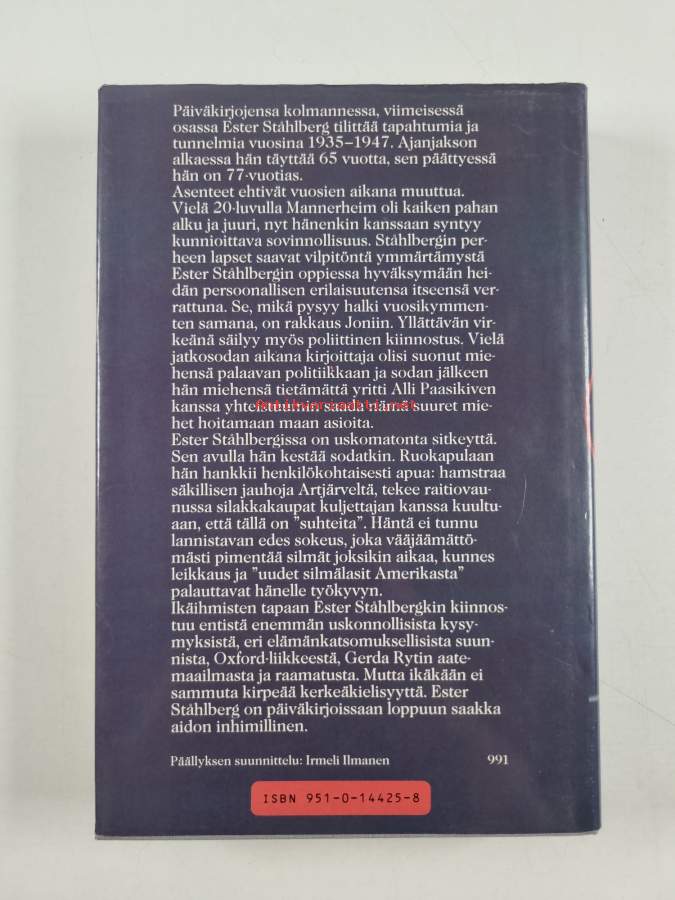 Päiväkirjojensa kolmannessa, viimeisessä
osassa Ester Ståhlberg tilittää tapahtumia ja
tunnelmia vuosina 1935–1947. Ajanjakson
alkaessa hän täyttää 65 vuotta, sen päättyessä
hän on 77-vuotias.
Asenteet ehtivät vuosien aikana muuttua.
Vielä 20-luvulla Mannerheim oli kaiken pahan
alku ja juuri, nyt hänenkin kanssaan syntyy
kunnioittava sovinnollisuus. Ståhlbergin per-
heen lapset saavat vilpitöntä ymmärtämystä
Ester Ståhlbergin oppiessa hyväksymään hei-
dän persoonallisen erilaisuutensa itseensä ver-
rattuna. Se, mikä pysyy halki vuosikymmen-
ten samana, on rakkaus Joniin. Yllättävän vir-
keänä säilyy myös poliittinen kiinnostus. Vielä
jatkosodan aikana kirjoittaja olisi suonut mie-
hensä palaavan politiikkaan ja sodan jälkeen
hän miehensä tietämättä yritti Alli Paasikiven
kanssa yhteistuumin saada nämä suuret mie-
het hoitamaan maan asioita.
Ester Ståhlbergissa on uskomatonta sitkeyttä.
Sen avulla hän kestää sodatkin. Ruokapulaan
hän hankkii henkilökohtaisesti apua: hamstraa
säkillisen jauhoja Artjärveltä, tekee raitiovau-
nussa silakkakaupat kuljettajan kanssa kuultu-
aan, että tällä on "suhteita". Häntä ei tunnu
lannistavan edes sokeus, joka vääjäämättö-
mästi pimentää silmät joksikin aikaa, kunnes
leikkaus ja "uudet silmälasit Amerikasta"
palauttavat hänelle työkyvyn.
Ikäihmisten tapaan Ester Ståhlbergkin kiinnos-
tuu entistä enemmän uskonnollisista kysy-
myksistä, eri elämänkatsomuksellisista suun-
nista, Oxford-liikkeestä, Gerda Rytin aate-
maailmasta ja raamatusta. Mutta ikäkään ei
sammuta kirpeää kerkeäkielisyyttä. Ester
Ståhlberg on päiväkirjoissaan loppuun saakka
aidon inhimillinen.
Päällyksen suunnittelu: Irmeli Ilmanen 991
ISBN 951-0-14425-8